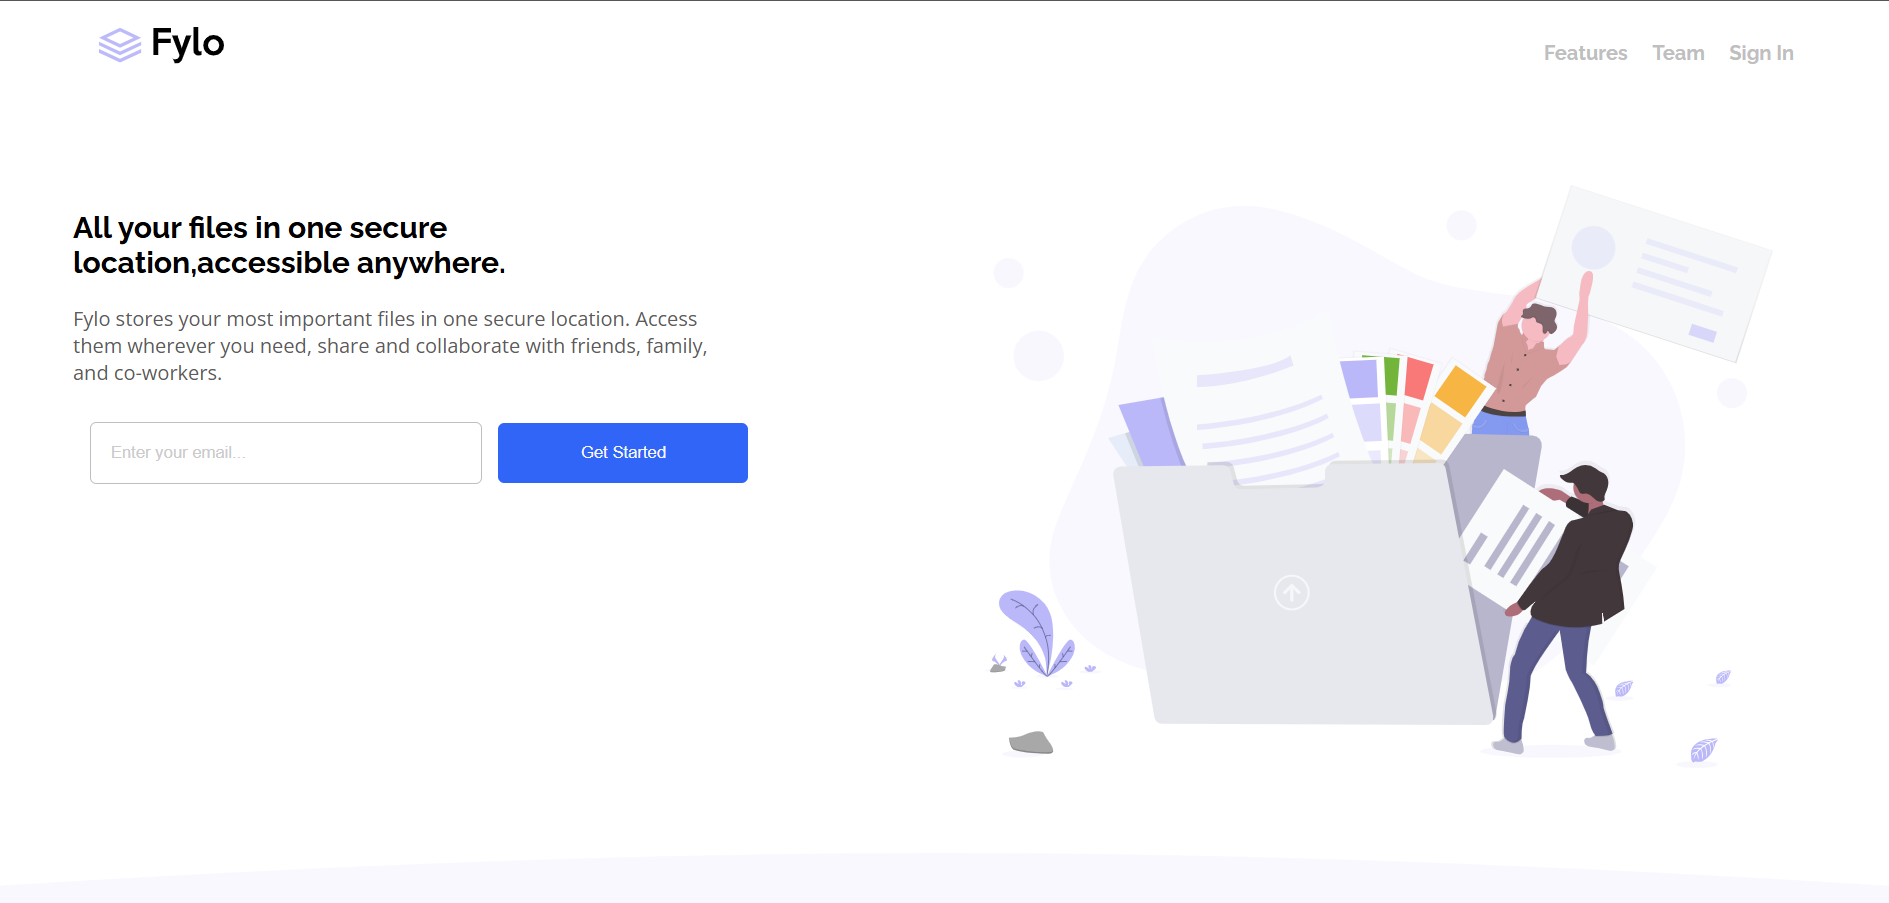 Fylo
Features Team Sign In
All your files in one secure
location,accessible anywhere.
Fylo stores your most important files in one secure location. Access
them wherever you need, share and collaborate with friends, family,
and co-workers.
Enter your email...
Get Started